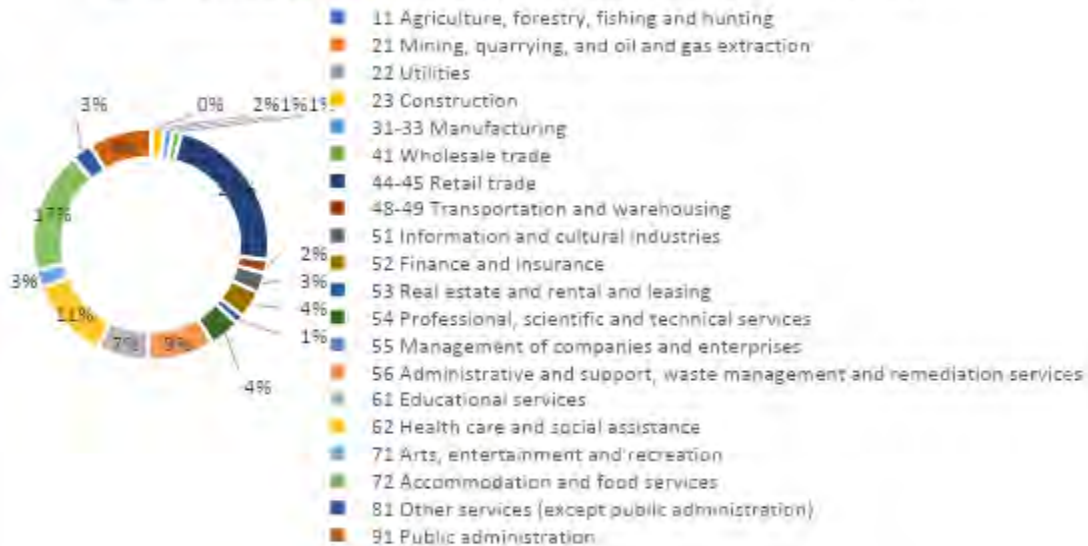 11 Agriculture, forestry, fishing and hunting
21 Mining, quarrying, and oil and gas extraction
22 Utilities
23 Construction
31-33 Manufacturing
41 Wholesale trade
44-45 Retail trade
48-49 Transportation and warehousing
51 Information and cultural industries
52 Finance and insurance
53 Real estate and rental and leasing
54 Professional, scientific and technical services
55 Management of companies and enterprises
56 Administrative and support, waste management and remediation services
61 Educational services
62 Health care and social assistance
71 Arts, entertainment and recreation
72 Accommodation and food services
81 Other services (except public administration)
91 Public administration
3%
0%
2%1%1%
17%
2%
3%
3%
4%
11%
1%
7%
9%
4%